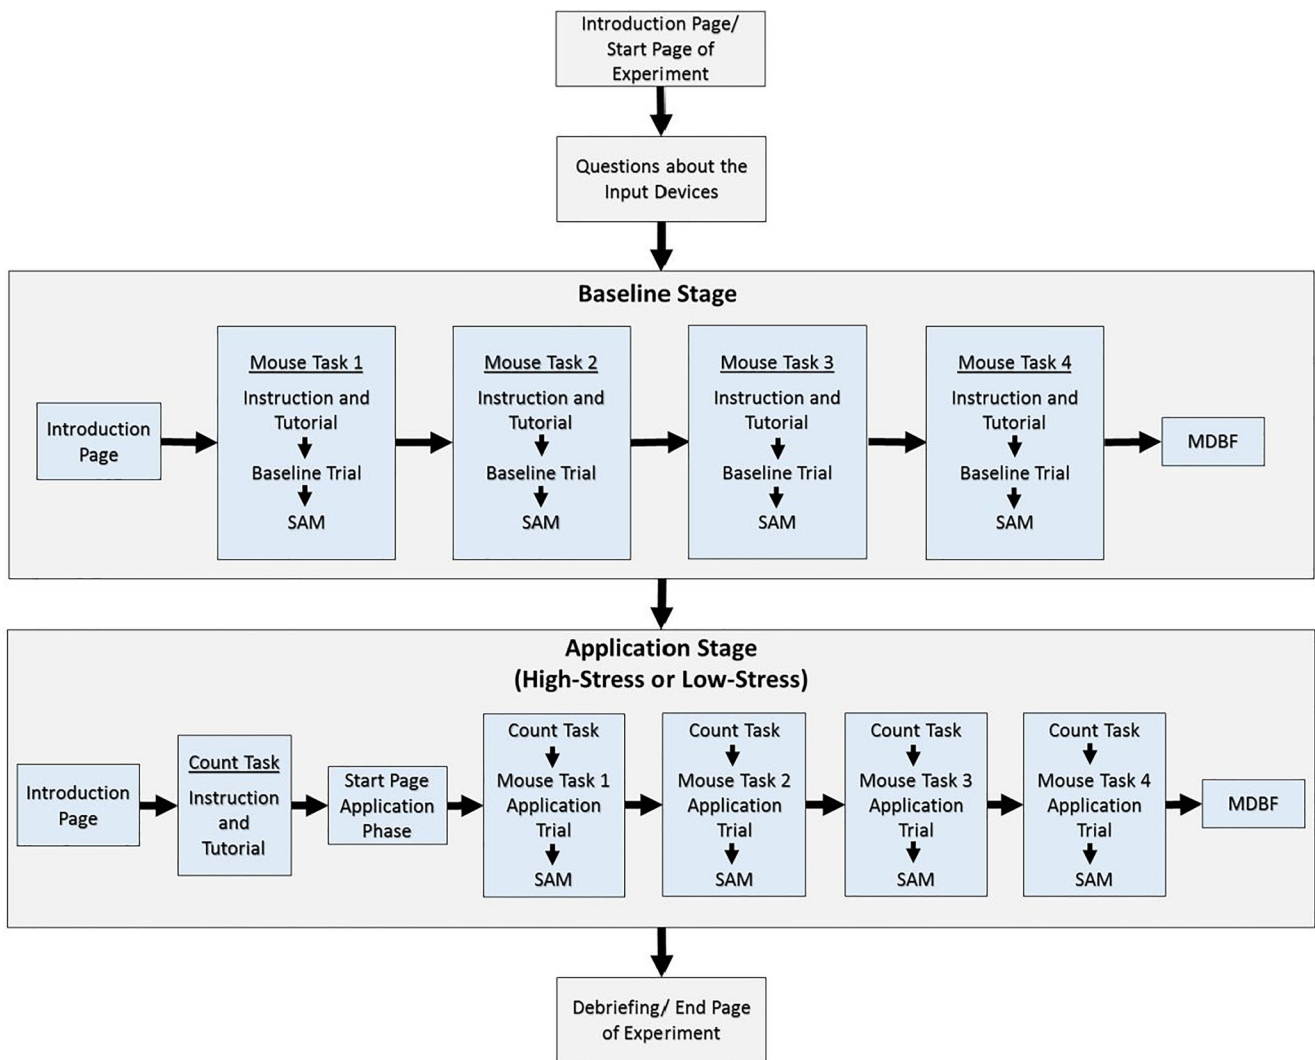 Introduction Page/
Start Page of
Experiment
Questions about the
Input Devices
Baseline Stage
Introduction
Page
Mouse Task 1
Instruction and
Tutorial
Baseline Trial
SAM
Mouse Task 2
Instruction and
Tutorial
Baseline Trial
SAM
Mouse Task 3
Instruction and
Tutorial
Baseline Trial
SAM
Mouse Task 4
Instruction and
Tutorial
Baseline Trial
SAM
MDBF
Application Stage
(High-Stress or Low-Stress)
Introduction
Page
Count Task
Instruction
and
Tutorial
Start Page
Application
Phase
Count Task
Mouse Task 1
Application
Trial
SAM
Count Task
Mouse Task 2
Application
Trial
SAM
Count Task
Mouse Task 3
Application
Trial
SAM
Count Task
Mouse Task 4
Application
Trial
SAM
MDBF
Debriefing/ End Page
of Experiment